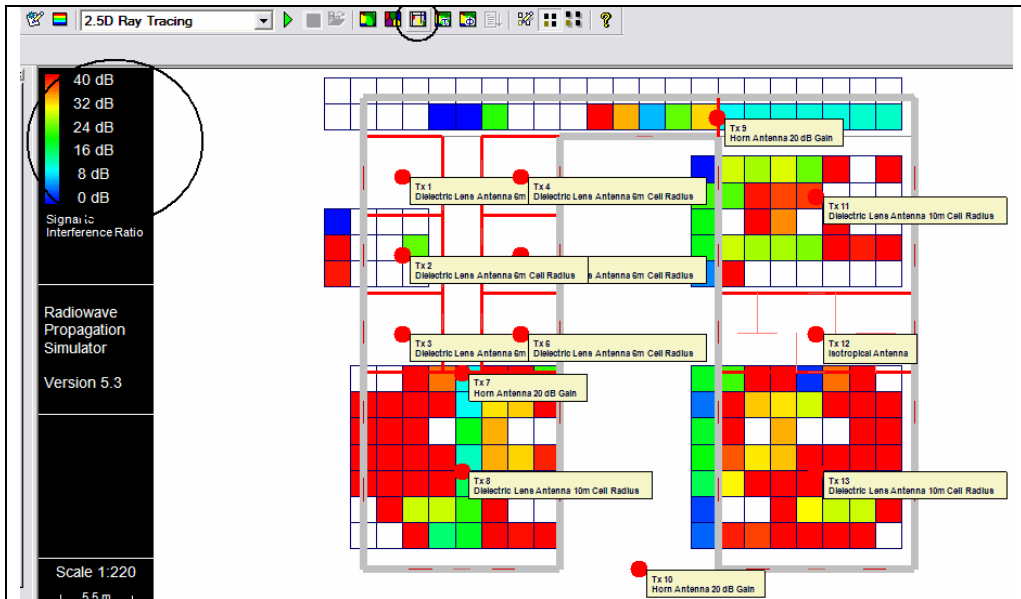 2.5D Ray Tracing
40 dB
32 dB
24 dB
16 dB
8 dB
0 dB
Signal to
Interference Ratio
Radiowave
Propagation
Simulator
Version 5.3
Scale 1:220
5.5 m
Tx 9
Horn Antenna 20 dB Gain
Tx 1
Dielectric Lens Antenna 6m
Tx 4
Dielectric Lens Antenna 6m Cell Radius
Tx 11
Dielectric Lens Antenna 10m Cell Radius
Tx 2
Dielectric Lens Antenna 6m Cell Radius
Antenna 6m Cell Radius
Tx 3
Dielectric Lens Antenna 6m
Tx 6
Dielectric Lens Antenna 6m Cell Radius
Tx 12
Isotropical Antenna
Tx 7
Horn Antenna 20 dB Gain
Tx 8
Dielectric Lens Antenna 10m Cell Radius
Tx 13
Dielectric Lens Antenna 10m Cell Radius
Tx 10
Horn Antenna 20 dB Gain